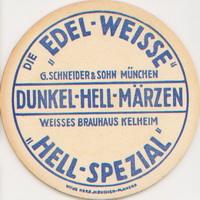 DIE „EDEL-WEISSE"
G. SCHNEIDER & SOHN MÜNCHEN
DUNKEL-HELL-MÄRZEN
WEISSES BRAUHAUS KELHEIM
„HELL-SPEZIAL"